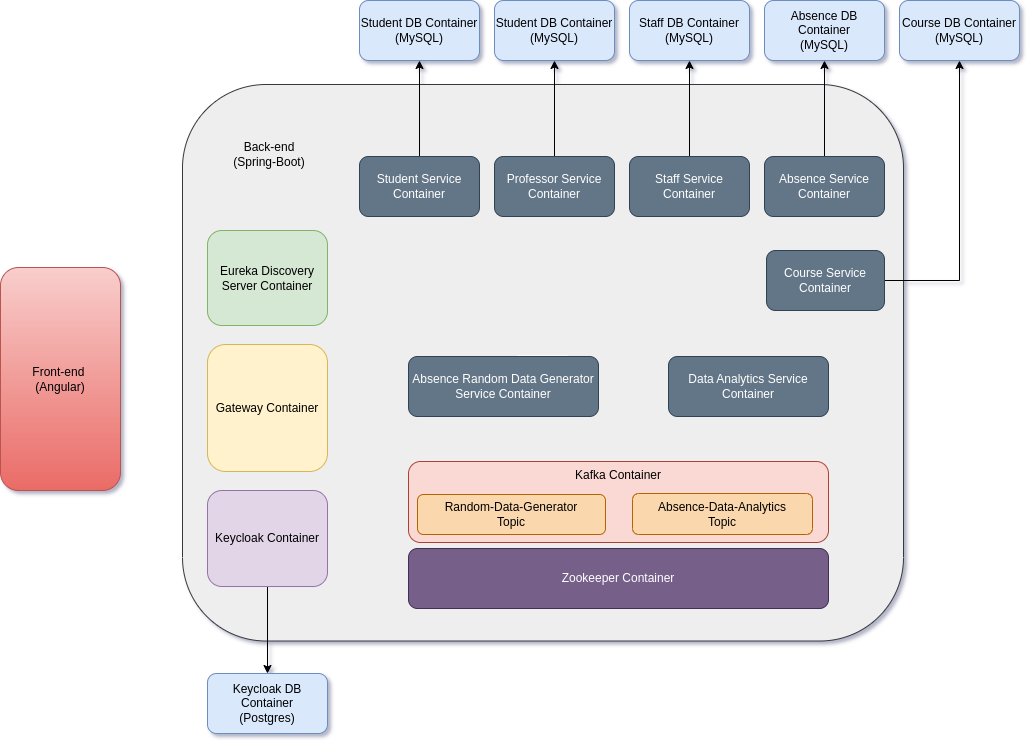 Student DB Container
(MySQL)
Student DB Container
(MySQL)
Staff DB Container
(MySQL)
Absence DB
Container
(MySQL)
Course DB Container
(MySQL)
Back-end
(Spring-Boot)
Student Service
Container
Professor Service
Container
Staff Service
Container
Absence Service
Container
Eureka Discovery
Server Container
Course Service
Container
Front-end
(Angular)
Gateway Container
Absence Random Data Generator
Service Container
Data Analytics Service
Container
Kafka Container
Random-Data-Generator
Topic
Absence-Data-Analytics
Topic
Keycloak Container
Zookeeper Container
Keycloak DB
Container
(Postgres)